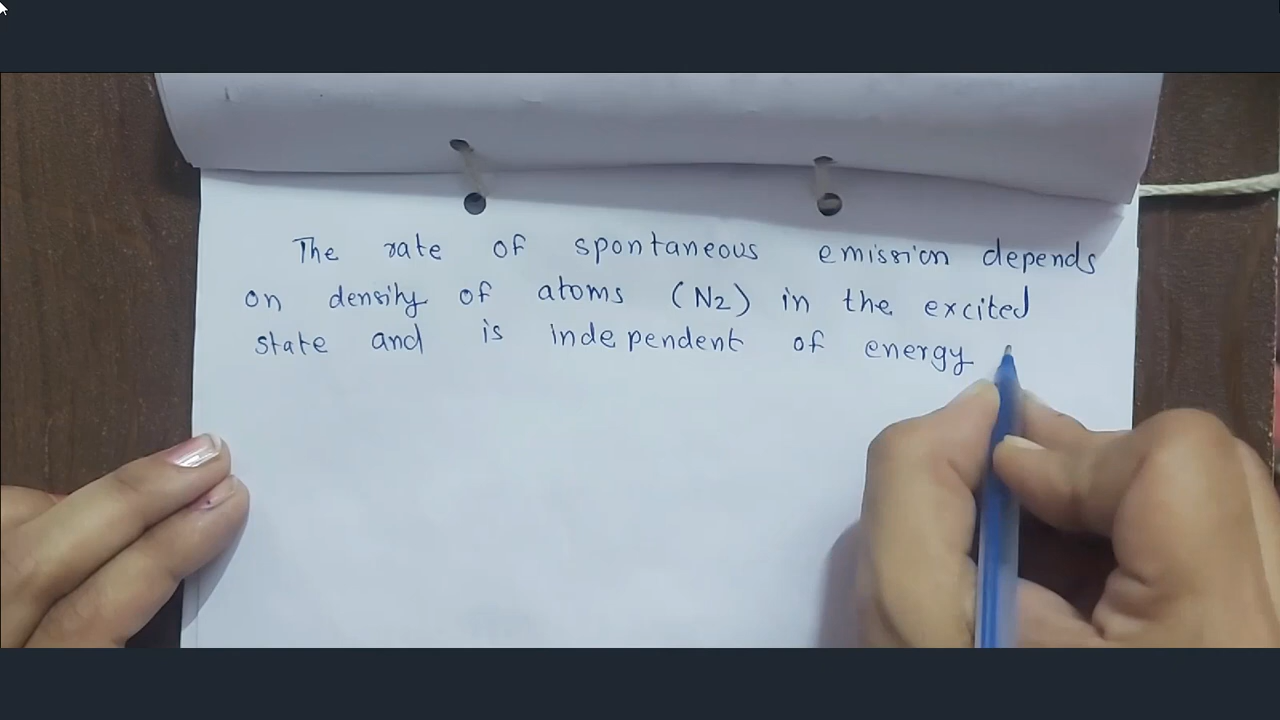 The rate of spontaneous emission depends
on density of atoms (N2) in the excited
state and is independent of energy